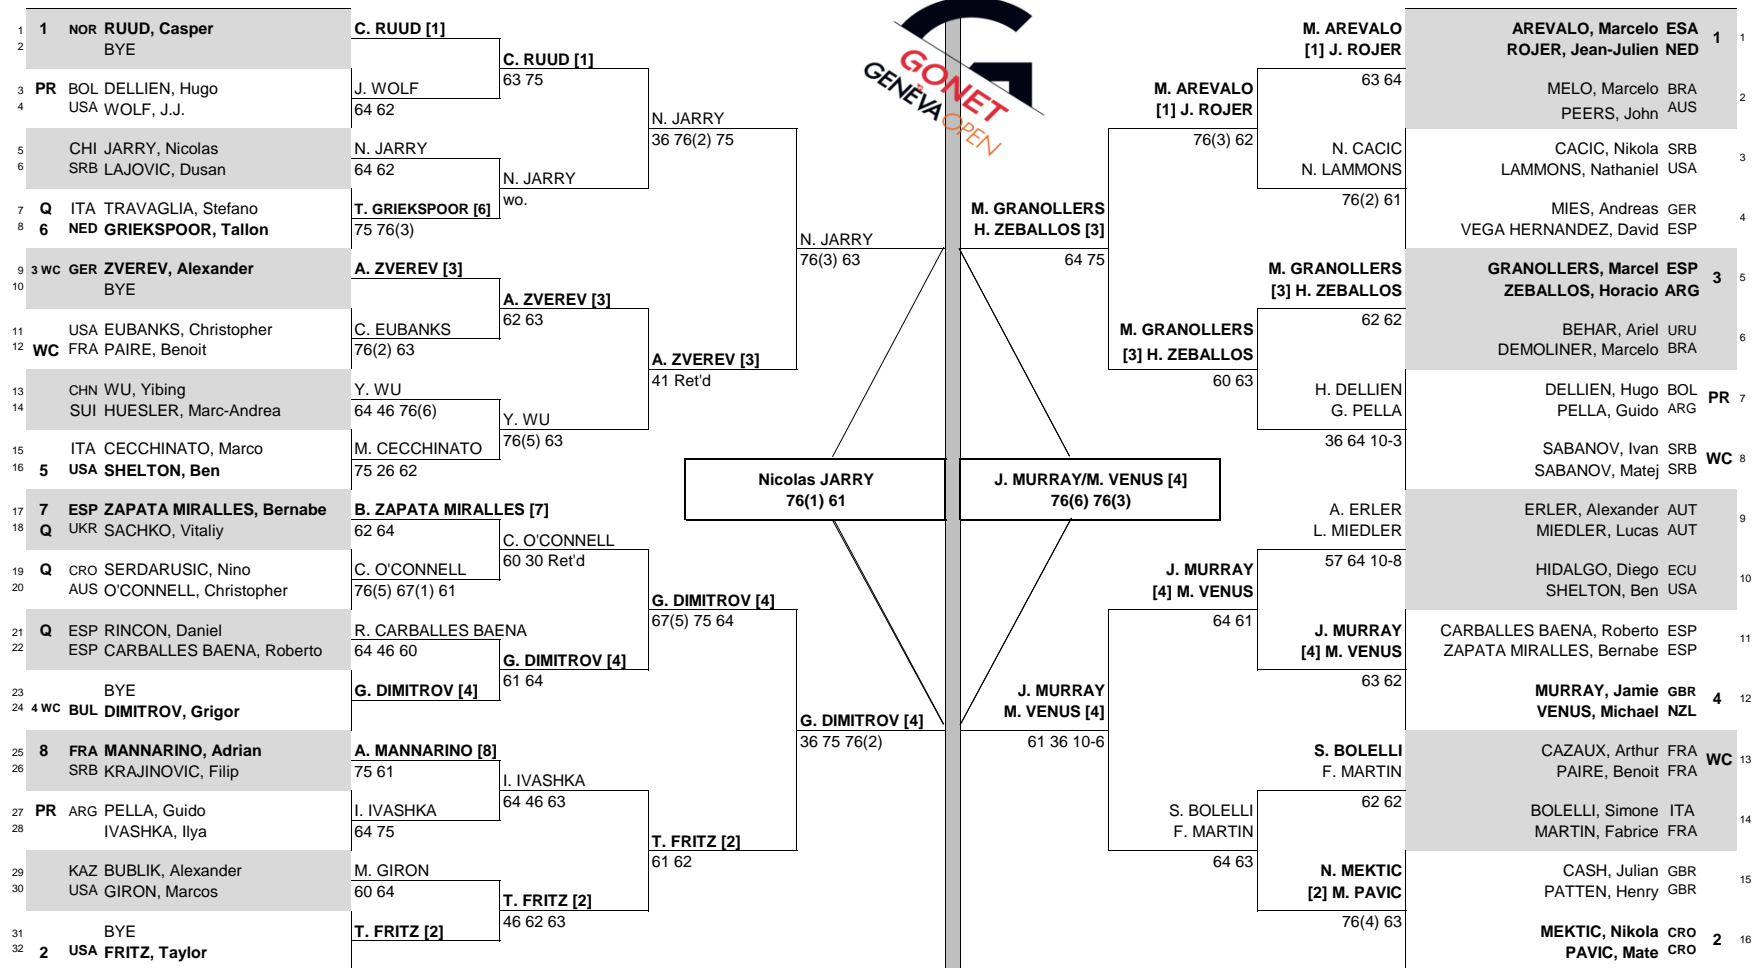 GONET
GENEVA OPEN
1 1 NOR RUUD, Casper
2 BYE
3 PR BOL DELLIEN, Hugo
4 USA WOLF, J.J.
5 CHI JARRY, Nicolas
6 SRB LAJOVIC, Dusan
7 Q ITA TRAVAGLIA, Stefano
8 6 NED GRIEKSPOOR, Tallon
9 3 WC GER ZVEREV, Alexander
10 BYE
11 USA EUBANKS, Christopher
12 WC FRA PAIRE, Benoit
13 CHN WU, Yibing
14 SUI HUESLER, Marc-Andrea
15 ITA CECCHINATO, Marco
16 5 USA SHELTON, Ben
17 7 ESP ZAPATA MIRALLES, Bernabe
18 Q UKR SACHKO, Vitaliy
19 Q CRO SERDARUSIC, Nino
20 AUS O'CONNELL, Christopher
21 Q ESP RINCON, Daniel
22 ESP CARBALLES BAENA, Roberto
23 BYE
24 4 WC BUL DIMITROV, Grigor
25 8 FRA MANNARINO, Adrian
26 SRB KRAJINOVIC, Filip
27 PR ARG PELLA, Guido
28 IVASHKA, Ilya
29 KAZ BUBLIK, Alexander
30 USA GIRON, Marcos
31 BYE
32 2 USA FRITZ, Taylor
C. RUUD [1]
J. WOLF
64 62
N. JARRY
64 62
T. GRIEKSPOOR [6]
75 76(3)
A. ZVEREV [3]
C. EUBANKS
76(2) 63
Y. WU
64 46 76(6)
M. CECCHINATO
75 26 62
B. ZAPATA MIRALLES [7]
62 64
C. O'CONNELL
76(5) 67(1) 61
R. CARBALLES BAENA
64 46 60
G. DIMITROV [4]
A. MANNARINO [8]
75 61
I. IVASHKA
64 75
M. GIRON
60 64
T. FRITZ [2]
C. RUUD [1]
63 75
N. JARRY
wo.
A. ZVEREV [3]
62 63
Y. WU
76(5) 63
C. O'CONNELL
60 30 Ret'd
G. DIMITROV [4]
61 64
I. IVASHKA
64 46 63
T. FRITZ [2]
46 62 63
N. JARRY
36 76(2) 75
A. ZVEREV [3]
41 Ret'd
G. DIMITROV [4]
67(5) 75 64
T. FRITZ [2]
61 62
N. JARRY
76(3) 63
G. DIMITROV [4]
36 75 76(2)
Nicolas JARRY
76(1) 61
J. MURRAY/M. VENUS [4]
76(6) 76(3)
M. GRANOLLERS
H. ZEBALLOS [3]
64 75
J. MURRAY
M. VENUS [4]
61 36 10-6
M. AREVALO
[1] J. ROJER
76(3) 62
M. GRANOLLERS
[3] H. ZEBALLOS
60 63
J. MURRAY
[4] M. VENUS
64 61
S. BOLELLI
F. MARTIN
64 63
M. AREVALO
[1] J. ROJER
63 64
N. CACIC
N. LAMMONS
76(2) 61
M. GRANOLLERS
[3] H. ZEBALLOS
62 62
H. DELLIEN
G. PELLA
36 64 10-3
A. ERLER
L. MIEDLER
57 64 10-8
J. MURRAY
[4] M. VENUS
63 62
S. BOLELLI
F. MARTIN
62 62
N. MEKTIC
[2] M. PAVIC
76(4) 63
AREVALO, Marcelo ESA 1 1
ROJER, Jean-Julien NED
MELO, Marcelo BRA 2
PEERS, John AUS
CACIC, Nikola SRB 3
LAMMONS, Nathaniel USA
MIES, Andreas GER 4
VEGA HERNANDEZ, David ESP
GRANOLLERS, Marcel ESP 3 5
ZEBALLOS, Horacio ARG
BEHAR, Ariel URU 6
DEMOLINER, Marcelo BRA
DELLIEN, Hugo BOL PR 7
PELLA, Guido ARG
SABANOV, Ivan SRB WC 8
SABANOV, Matej SRB
ERLER, Alexander AUT 9
MIEDLER, Lucas AUT
HIDALGO, Diego ECU 10
SHELTON, Ben USA
CARBALLES BAENA, Roberto ESP 11
ZAPATA MIRALLES, Bernabe ESP
MURRAY, Jamie GBR 4 12
VENUS, Michael NZL
CAZAUX, Arthur FRA WC 13
PAIRE, Benoit FRA
BOLELLI, Simone ITA 14
MARTIN, Fabrice FRA
CASH, Julian GBR 15
PATTEN, Henry GBR
MEKTIC, Nikola CRO 2 16
PAVIC, Mate CRO